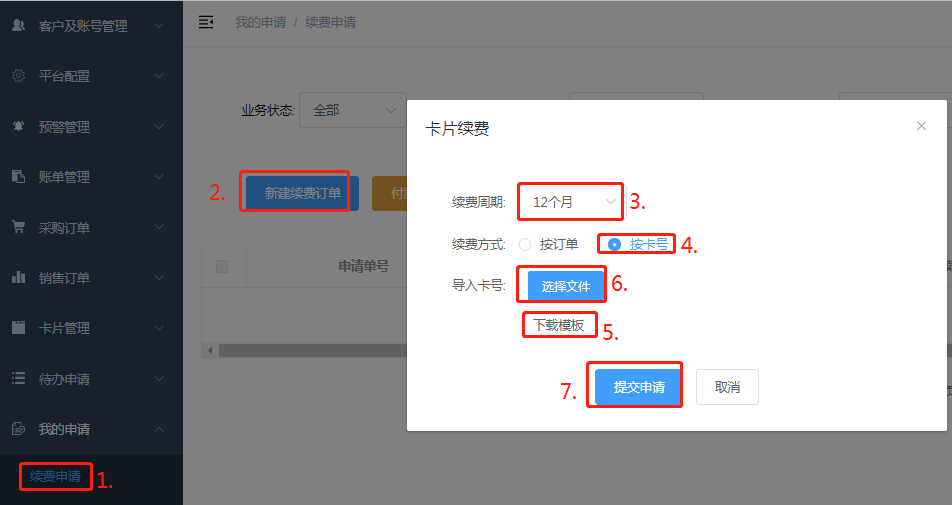 客户及账号管理
平台配置
预警管理
账单管理
采购订单
销售订单
卡片管理
待办申请
我的申请
续费申请
1.
我的申请 / 续费申请
业务状态: 全部
2.
新建续费订单
申请单号
卡片续费
续费周期: 12个月 3.
续费方式: 按订单 按卡号 4.
导入卡号: 选择文件 6.
下载模板 5.
7. 提交申请 取消